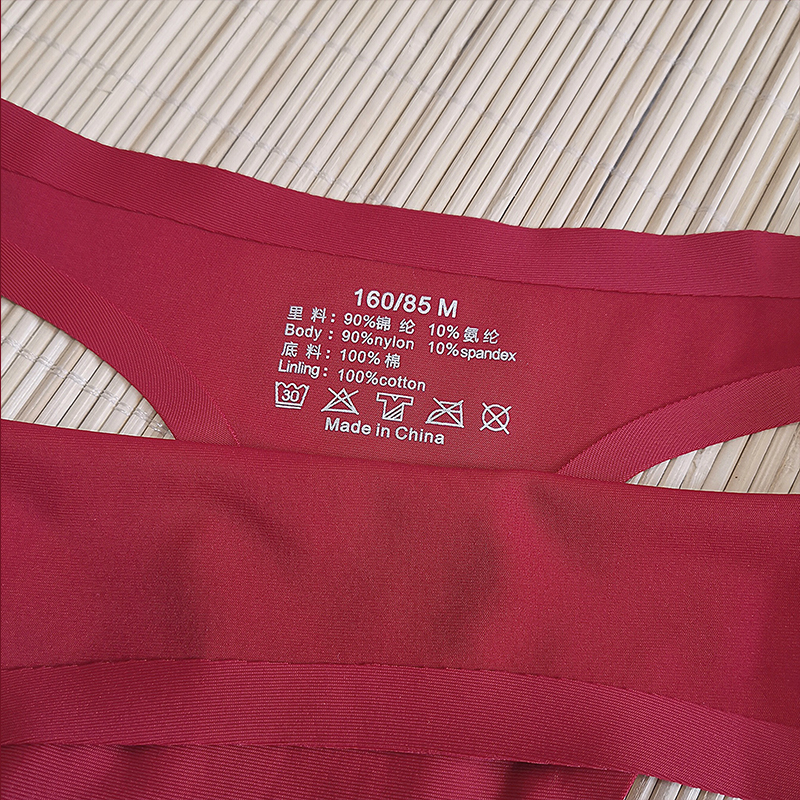 160/85 M
里 料：90%锦 纶 10%氨纶
Body : 90%nylon 10%spandex
底 料：100% 棉
Linling : 100%cotton
30
Made in China